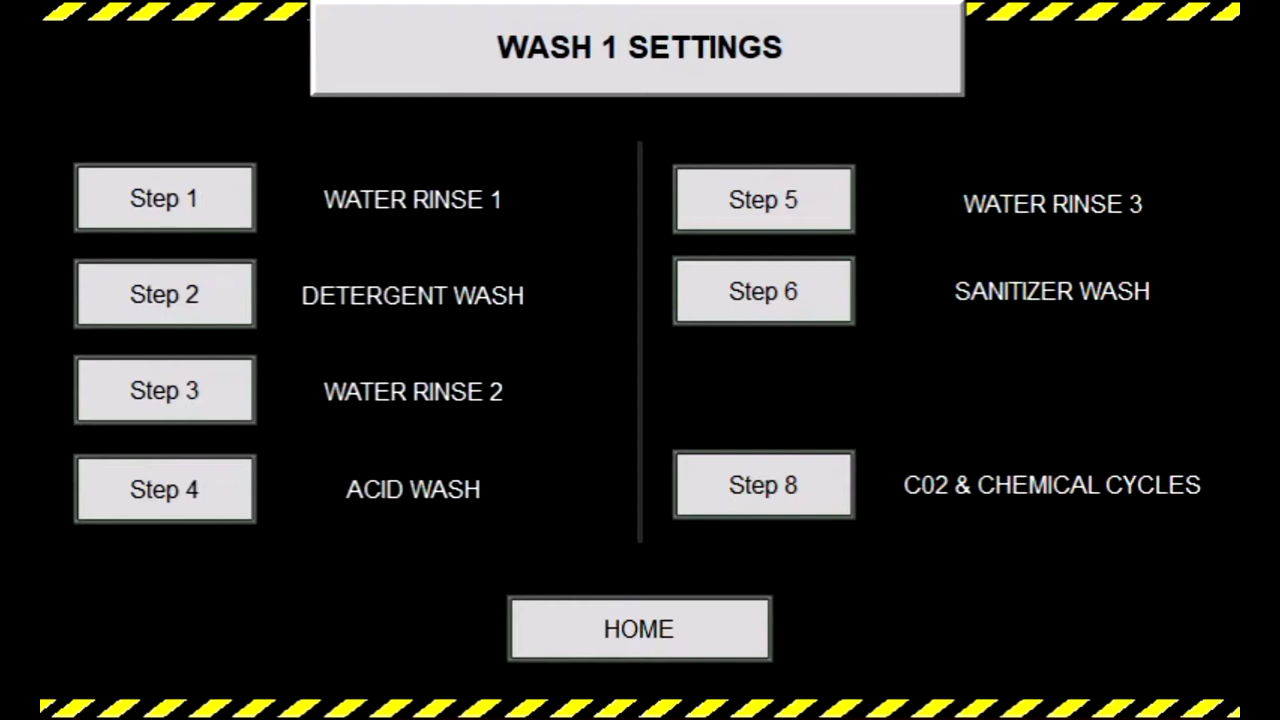 WASH 1 SETTINGS
Step 1 WATER RINSE 1
Step 2 DETERGENT WASH
Step 3 WATER RINSE 2
Step 4 ACID WASH
Step 5 WATER RINSE 3
Step 6 SANITIZER WASH
Step 8 C02 & CHEMICAL CYCLES
HOME